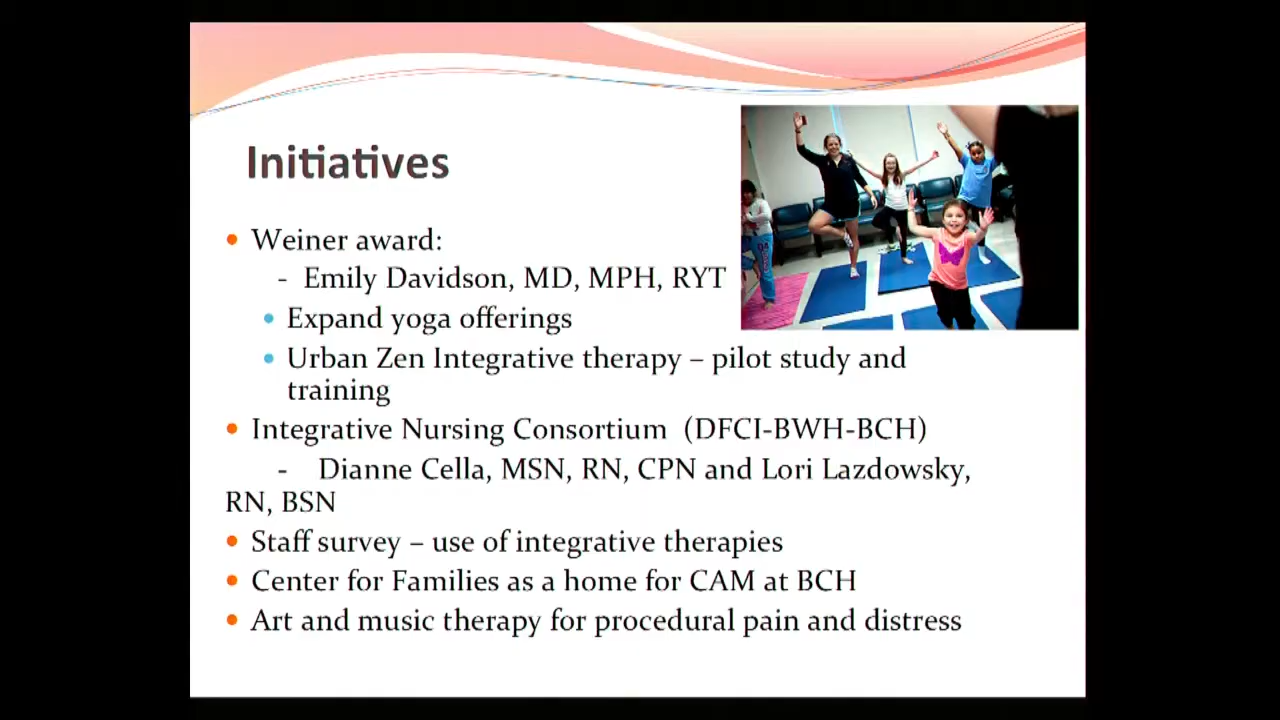 Initiatives
• Weiner award:
- Emily Davidson, MD, MPH, RYT
• Expand yoga offerings
• Urban Zen Integrative therapy – pilot study and
training
• Integrative Nursing Consortium (DFCI-BWH-BCH)
- Dianne Cella, MSN, RN, CPN and Lori Lazdowsky,
RN, BSN
• Staff survey – use of integrative therapies
• Center for Families as a home for CAM at BCH
• Art and music therapy for procedural pain and distress